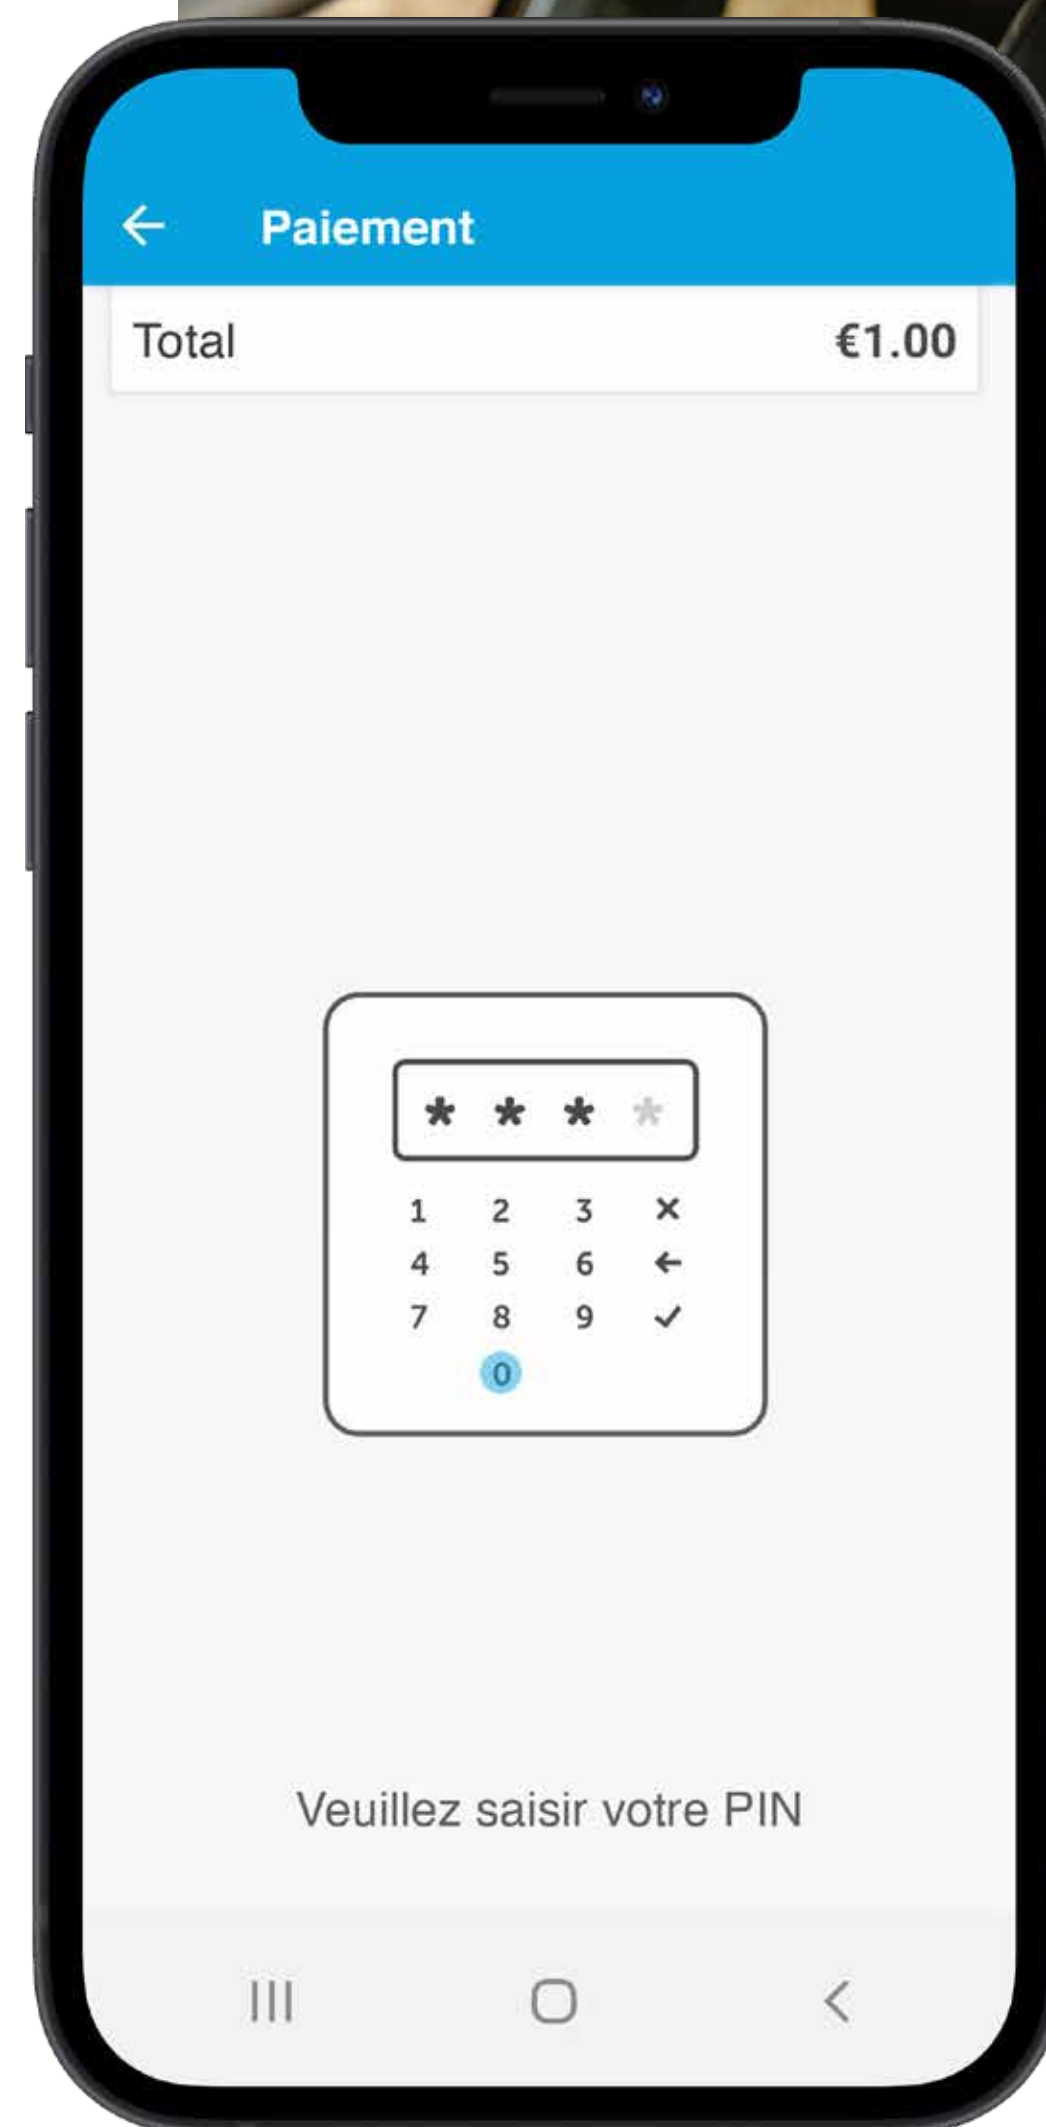 Paiement
Total €1.00
* * * *
1 2 3
4 5 6
7 8 9
0
Veuillez saisir votre PIN